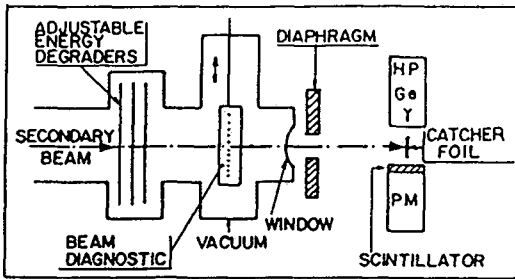 ADJUSTABLE
ENERGY
DEGRADERS
DIAPHRAGM
HP
Ge
γ
SECONDARY
BEAM
CATCHER
FOIL
PM
WINDOW
BEAM
DIAGNOSTIC
VACUUM
SCINTILLATOR